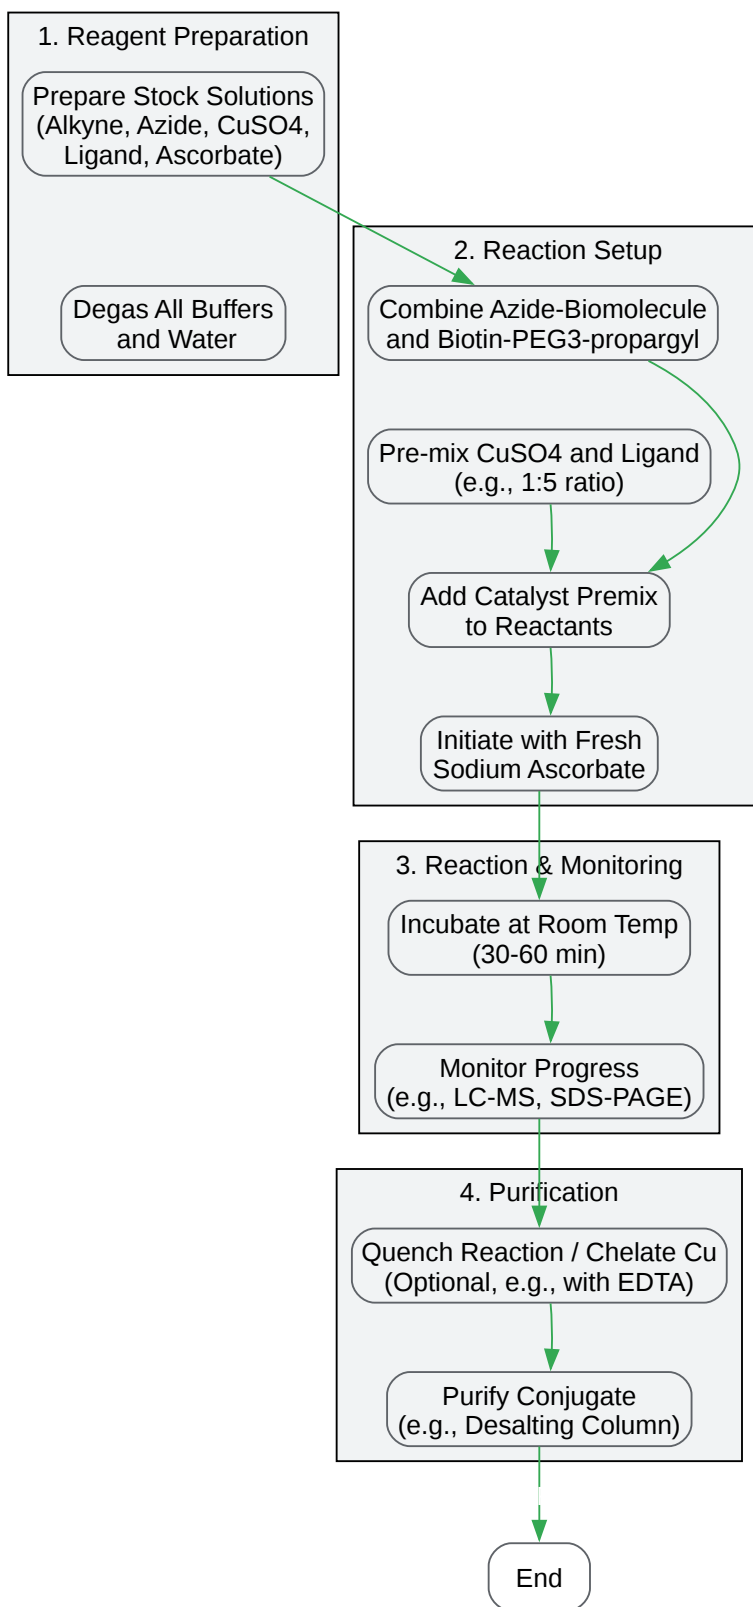 1. Reagent Preparation
Prepare Stock Solutions
(Alkyne, Azide, CuSO4,
Ligand, Ascorbate)
Degas All Buffers
and Water
2. Reaction Setup
Combine Azide-Biomolecule
and Biotin-PEG3-propargyl
Pre-mix CuSO4 and Ligand
(e.g., 1:5 ratio)
Add Catalyst Premix
to Reactants
Initiate with Fresh
Sodium Ascorbate
3. Reaction & Monitoring
Incubate at Room Temp
(30-60 min)
Monitor Progress
(e.g., LC-MS, SDS-PAGE)
4. Purification
Quench Reaction / Chelate Cu
(Optional, e.g., with EDTA)
Purify Conjugate
(e.g., Desalting Column)
End